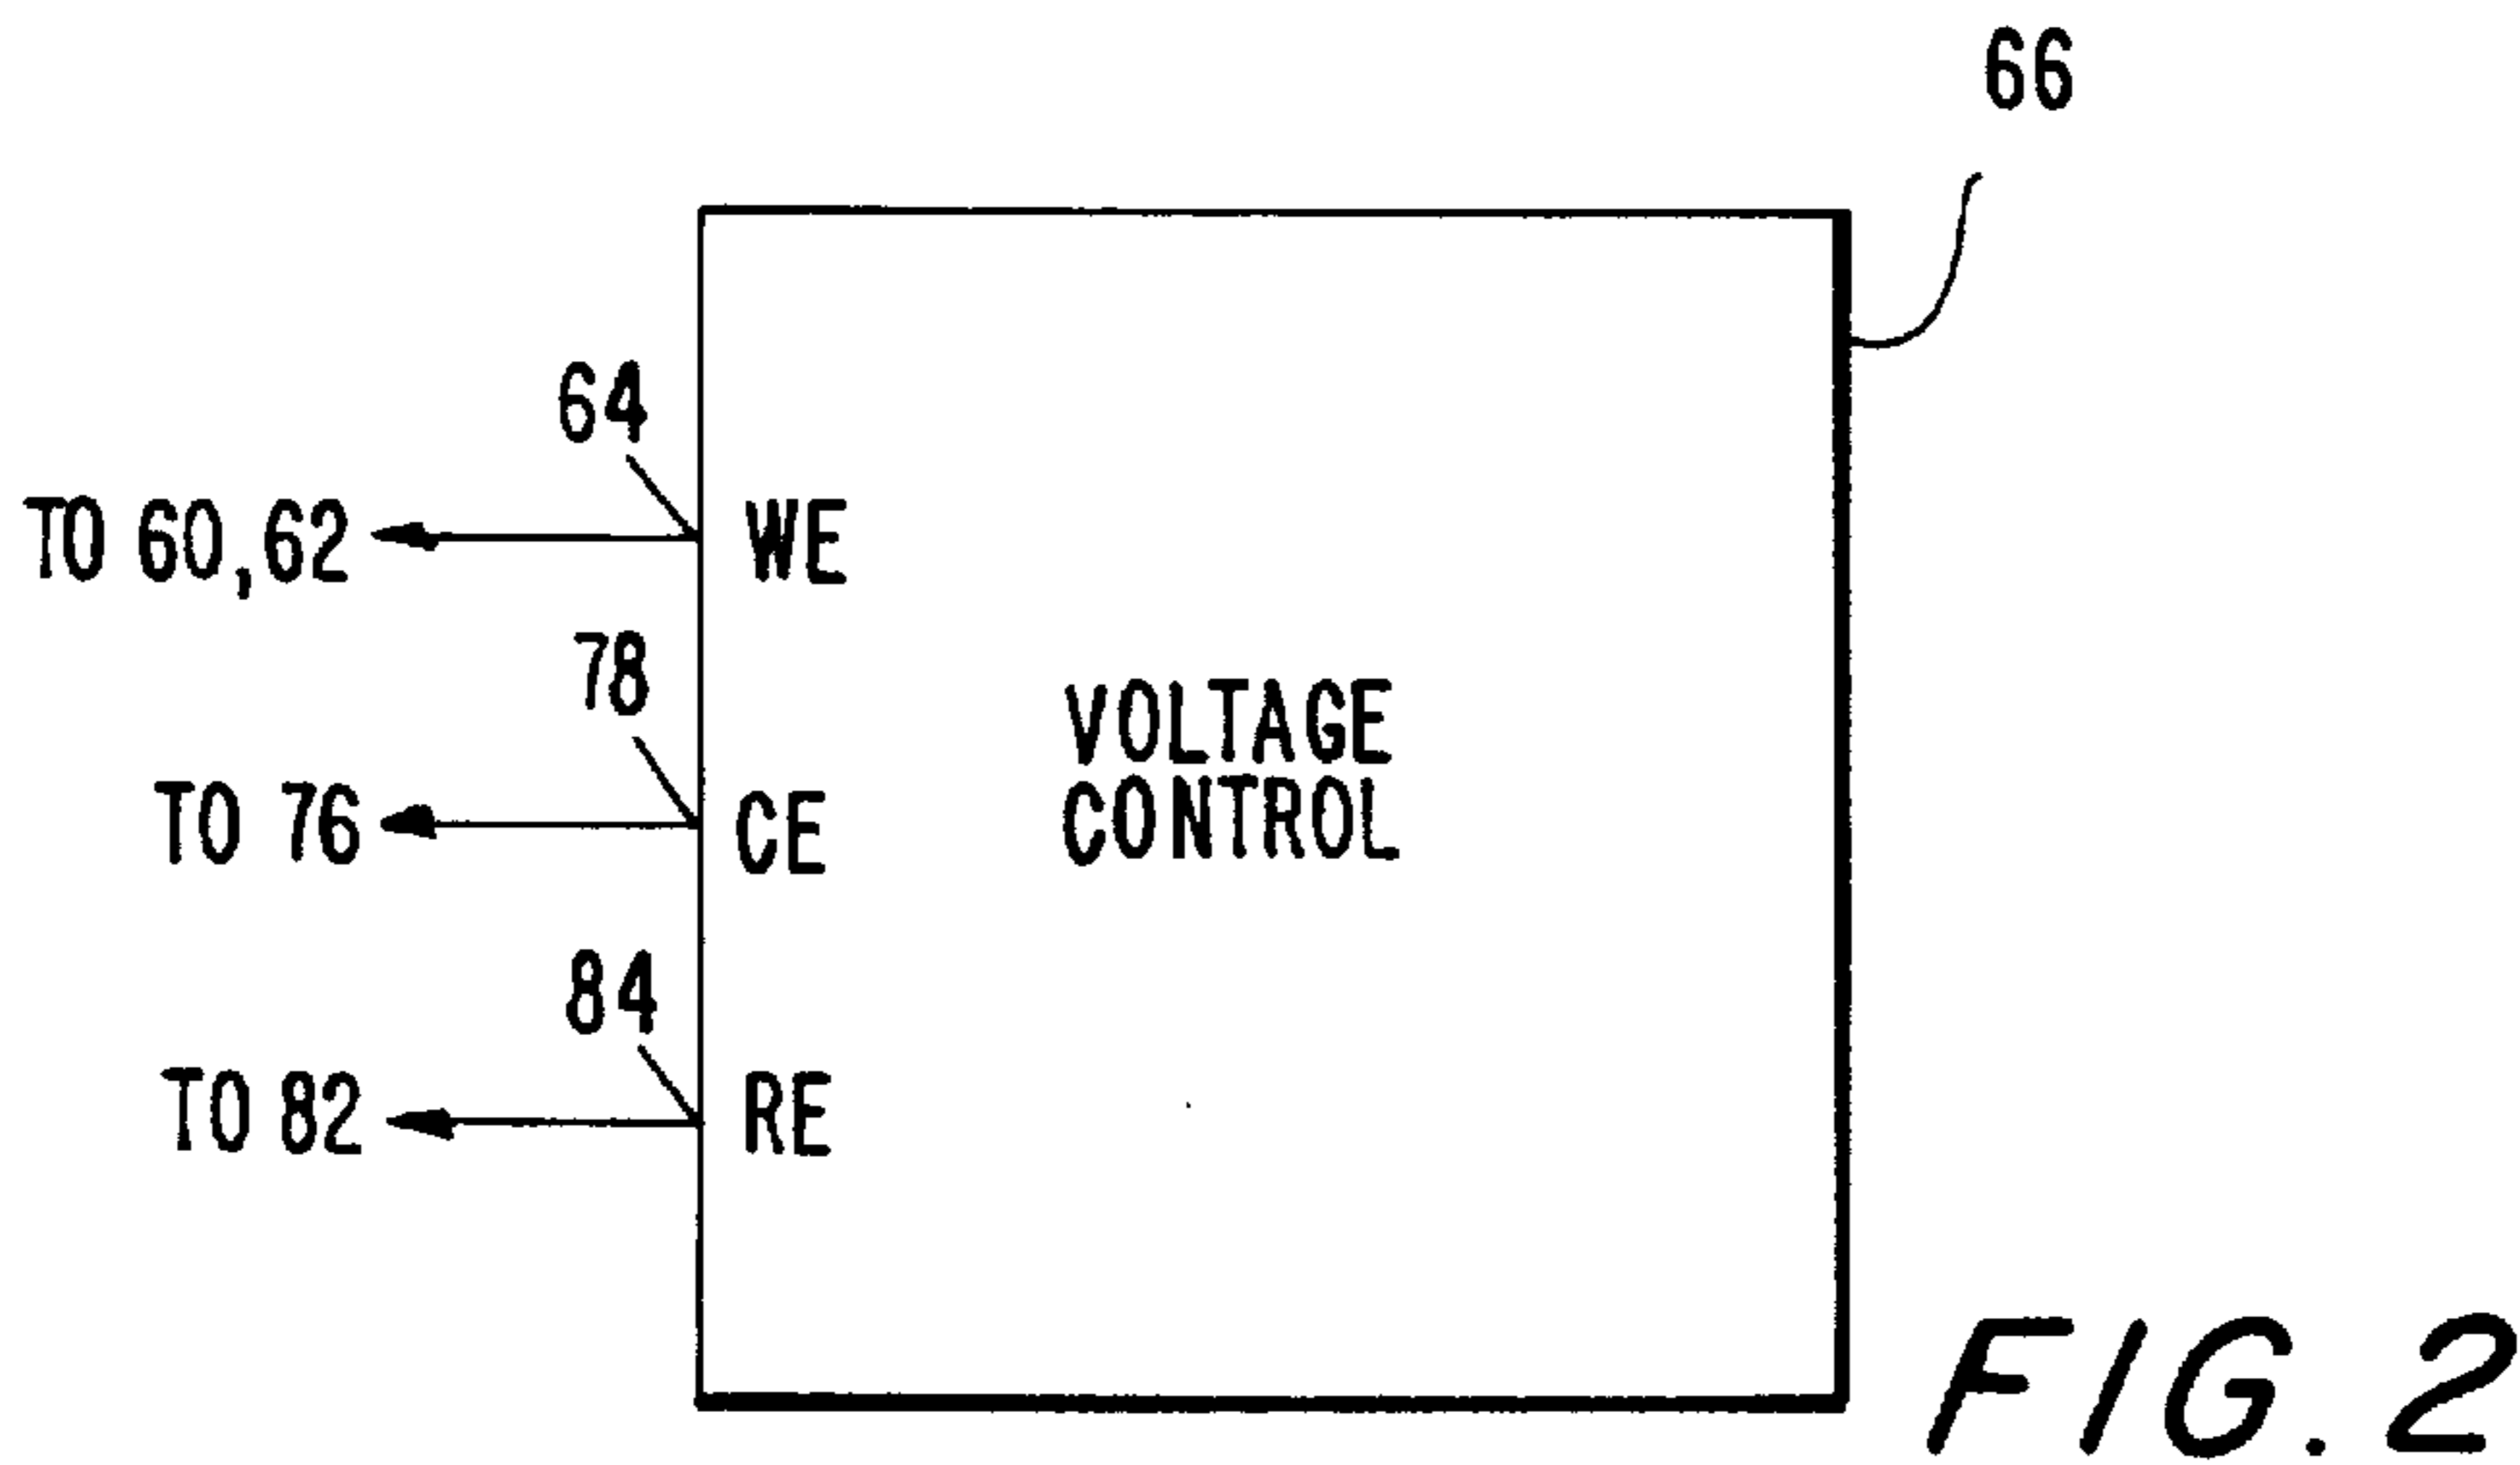 66
64
TO 60,62
WE
78
VOLTAGE
CONTROL
TO 76
CE
84
TO 82
RE
FIG. 2